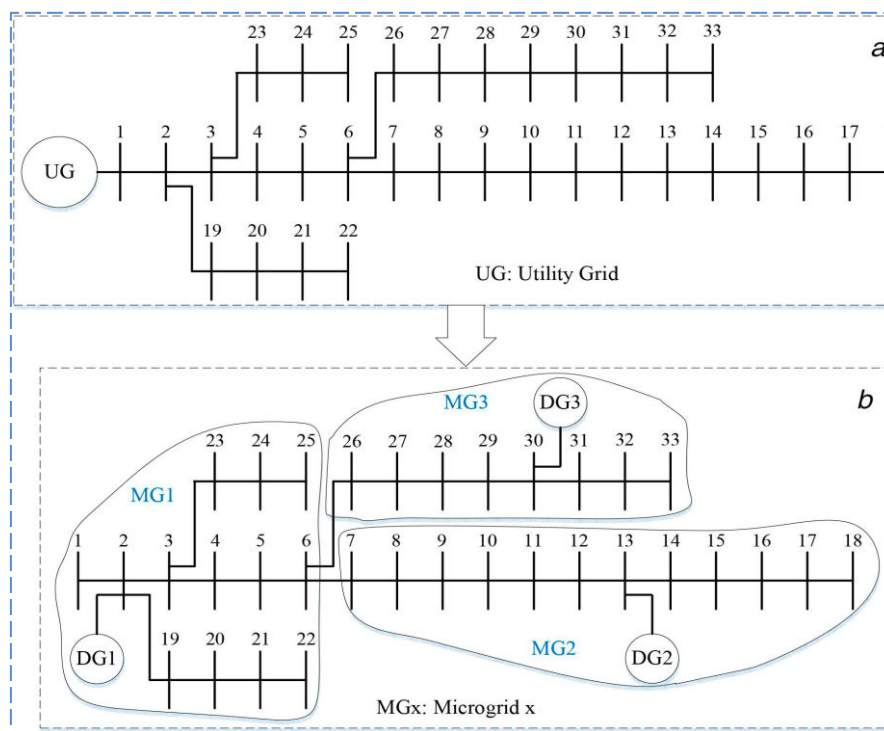 23 24 25 26 27 28 29 30 31 32 33
a
1 2 3 4 5 6 7 8 9 10 11 12 13 14 15 16 17
UG
19 20 21 22
UG: Utility Grid
b
MG3 DG3
23 24 25 26 27 28 29 30 31 32 33
MG1
1 2 3 4 5 6 7 8 9 10 11 12 13 14 15 16 17 18
19 20 21 22
DG1 MG2 DG2
MGx: Microgrid x